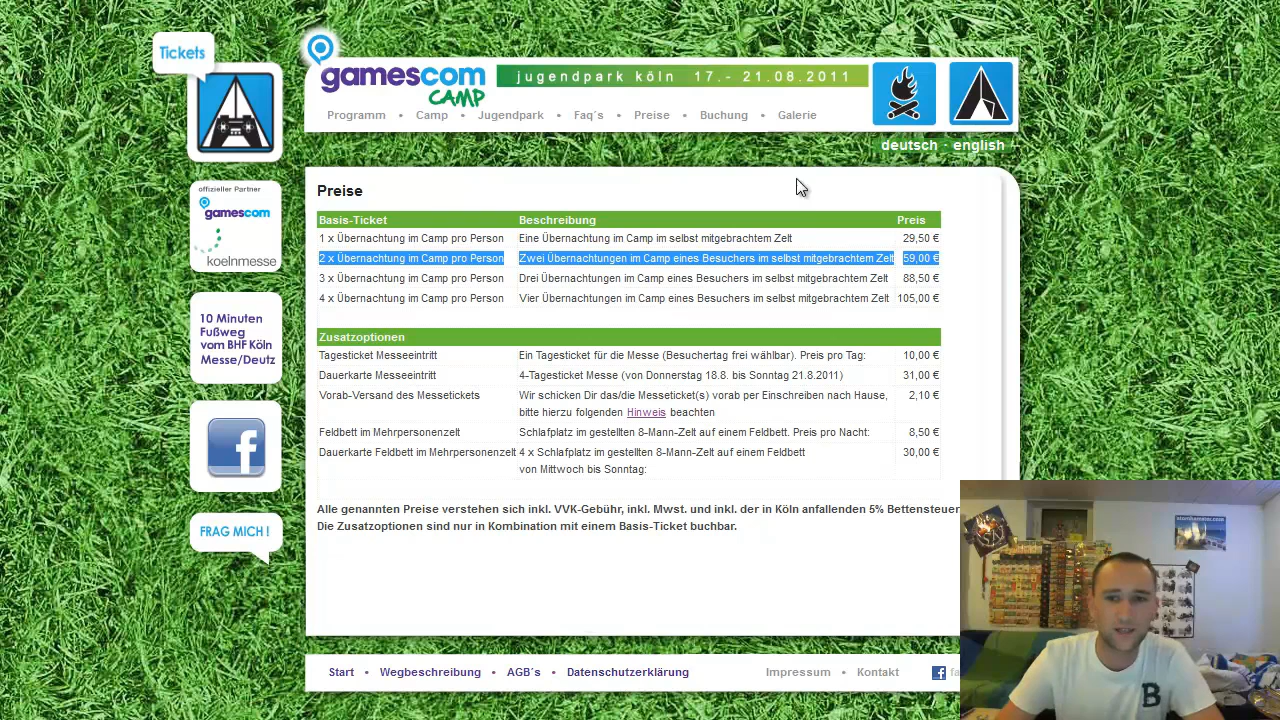 Tickets
gamescom
CAMP
jugendpark köln 17.- 21.08.2011
Programm • Camp • Jugendpark • Faq´s • Preise • Buchung • Galerie
deutsch · english
offizieller Partner
gamescom
koelnmesse
10 Minuten
Fußweg
vom BHF Köln
Messe/Deutz
FRAG MICH !
Preise
Basis-Ticket Beschreibung Preis
1 x Übernachtung im Camp pro Person Eine Übernachtung im Camp im selbst mitgebrachtem Zelt 29,50 €
2 x Übernachtung im Camp pro Person Zwei Übernachtungen im Camp eines Besuchers im selbst mitgebrachtem Zelt 59,00 €
3 x Übernachtung im Camp pro Person Drei Übernachtungen im Camp eines Besuchers im selbst mitgebrachtem Zelt 88,50 €
4 x Übernachtung im Camp pro Person Vier Übernachtungen im Camp eines Besuchers im selbst mitgebrachtem Zelt 105,00 €
Zusatzoptionen
Tagesticket Messeeintritt Ein Tagesticket für die Messe (Besuchertag frei wählbar). Preis pro Tag: 10,00 €
Dauerkarte Messeeintritt 4-Tagesticket Messe (von Donnerstag 18.8. bis Sonntag 21.8.2011) 31,00 €
Vorab-Versand des Messetickets Wir schicken Dir das/die Messeticket(s) vorab per Einschreiben nach Hause, 2,10 €
bitte hierzu folgenden Hinweis beachten
Feldbett im Mehrpersonenzelt Schlafplatz im gestellten 8-Mann-Zelt auf einem Feldbett. Preis pro Nacht: 8,50 €
Dauerkarte Feldbett im Mehrpersonenzelt 4 x Schlafplatz im gestellten 8-Mann-Zelt auf einem Feldbett 30,00 €
von Mittwoch bis Sonntag:
Alle genannten Preise verstehen sich inkl. VVK-Gebühr, inkl. Mwst. und inkl. der in Köln anfallenden 5% Bettensteuer
Die Zusatzoptionen sind nur in Kombination mit einem Basis-Ticket buchbar.
Start • Wegbeschreibung • AGB´s • Datenschutzerklärung Impressum • Kontakt • fa
B